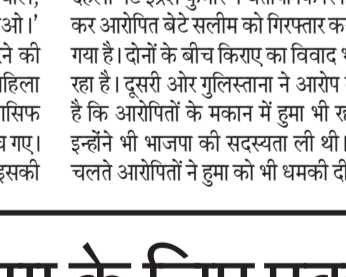 ओ।'
ने की
हिला
सिफ
गए।
इसकी
कर आरोपित बेटे सलीम को गिरफ्तार क
गया है। दोनों के बीच किराए का विवाद
रहा है। दूसरी ओर गुलिस्ताना ने आरोप
है कि आरोपितों के मकान में हुमा भी रह
इन्होंने भी भाजपा की सदस्यता ली थी।
चलते आरोपितों ने हुमा को भी धमकी दी